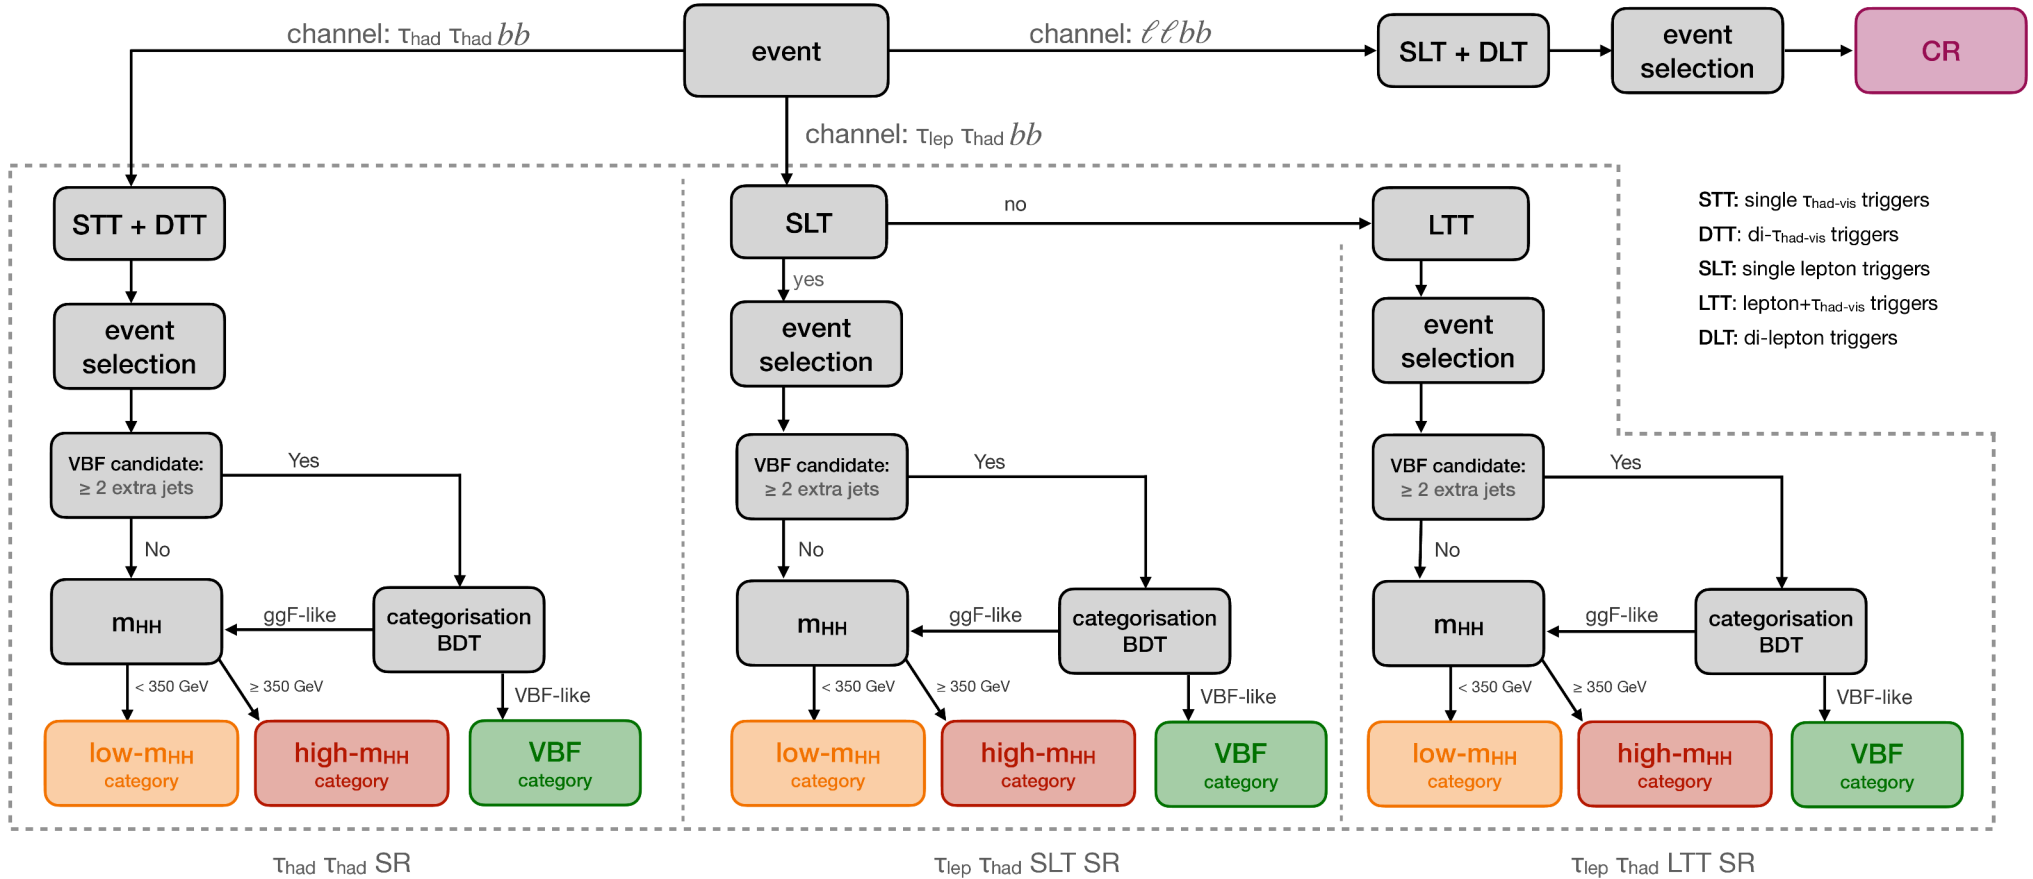 channel: τhad τhad bb
event
channel: ℓℓbb
SLT + DLT
event
selection
CR
channel: τlep τhad bb
STT + DTT
SLT
no
LTT
yes
STT: single τhad-vis triggers
DTT: di-τhad-vis triggers
SLT: single lepton triggers
LTT: lepton+τhad-vis triggers
DLT: di-lepton triggers
event
selection
event
selection
event
selection
VBF candidate:
≥ 2 extra jets
Yes
VBF candidate:
≥ 2 extra jets
Yes
VBF candidate:
≥ 2 extra jets
Yes
No
No
No
mHH
ggF-like
categorisation
BDT
mHH
ggF-like
categorisation
BDT
mHH
ggF-like
categorisation
BDT
< 350 GeV
≥ 350 GeV
VBF-like
< 350 GeV
≥ 350 GeV
VBF-like
< 350 GeV
≥ 350 GeV
VBF-like
low-mHH
category
high-mHH
category
VBF
category
low-mHH
category
high-mHH
category
VBF
category
low-mHH
category
high-mHH
category
VBF
category
τhad τhad SR
τlep τhad SLT SR
τlep τhad LTT SR